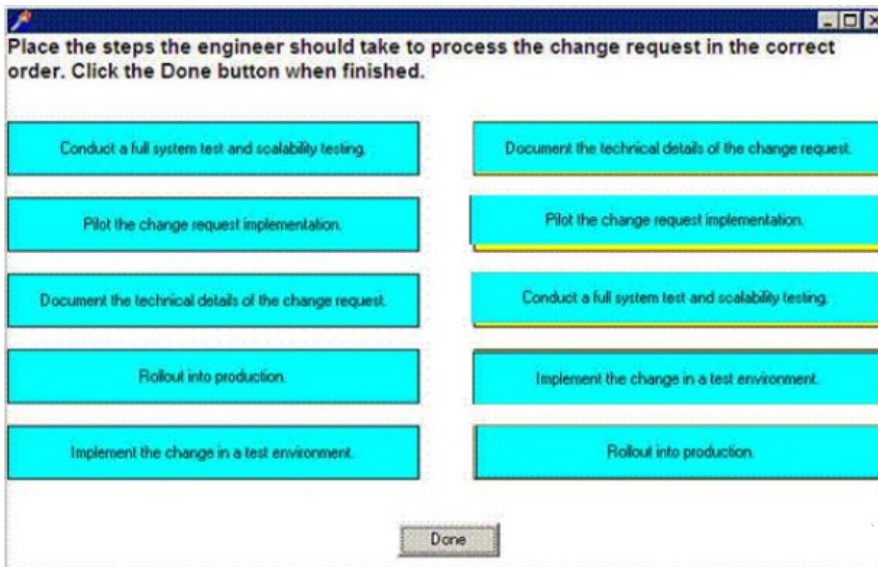 Place the steps the engineer should take to process the change request in the correct
order. Click the Done button when finished.
Conduct a full system test and scalability testing.
Document the technical details of the change request.
Pilot the change request implementation.
Pilot the change request implementation.
Document the technical details of the change request.
Conduct a full system test and scalability testing.
Rollout into production.
Implement the change in a test environment.
Implement the change in a test environment.
Rollout into production.
Done